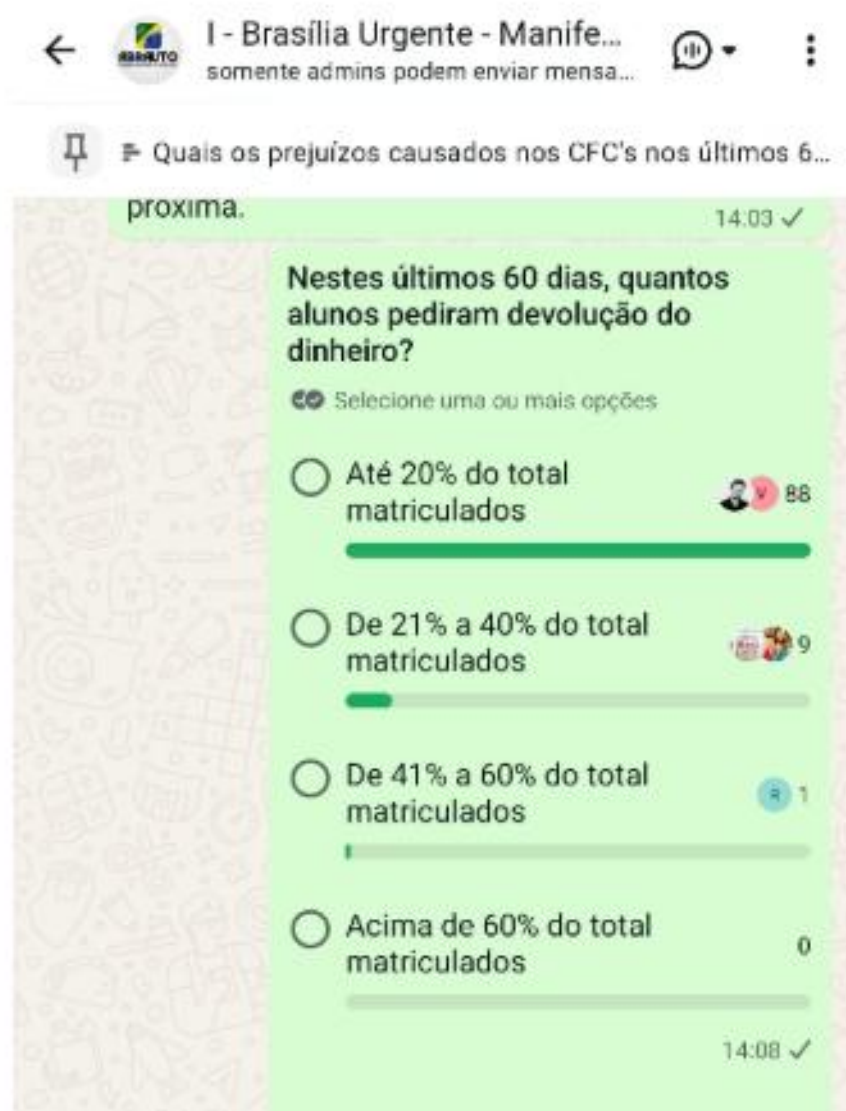 I - Brasília Urgente - Manife...
somente admins podem enviar mensa...
Quais os prejuízos causados nos CFC's nos últimos 6...
próxima.
14:03
Nestes últimos 60 dias, quantos
alunos pediram devolução do
dinheiro?
Selecione uma ou mais opções
Até 20% do total
matriculados
V
88
De 21% a 40% do total
matriculados
9
De 41% a 60% do total
matriculados
R
1
Acima de 60% do total
matriculados
0
14:08